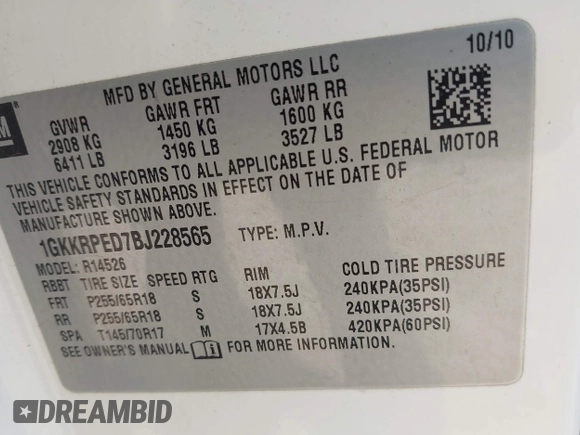 10/10
MFD BY GENERAL MOTORS LLC
GM ®
GVWR GAWR FRT GAWR RR
2908 KG 1450 KG 1600 KG
6411 LB 3196 LB 3527 LB
THIS VEHICLE CONFORMS TO ALL APPLICABLE U.S. FEDERAL MOTOR
VEHICLE SAFETY STANDARDS IN EFFECT ON THE DATE OF
MANUFACTURE SHOWN ABOVE.
1GKKRPED7BJ228565 TYPE: M.P.V.
MODEL: R14526
RBBT TIRE SIZE SPEED RTG RIM COLD TIRE PRESSURE
FRT P255/65R18 S 18X7.5J 240KPA(35PSI)
RR P255/65R18 S 18X7.5J 240KPA(35PSI)
SPA T145/70R17 M 17X4.5B 420KPA(60PSI)
SEE OWNER'S MANUAL i FOR MORE INFORMATION.
DREAMBID